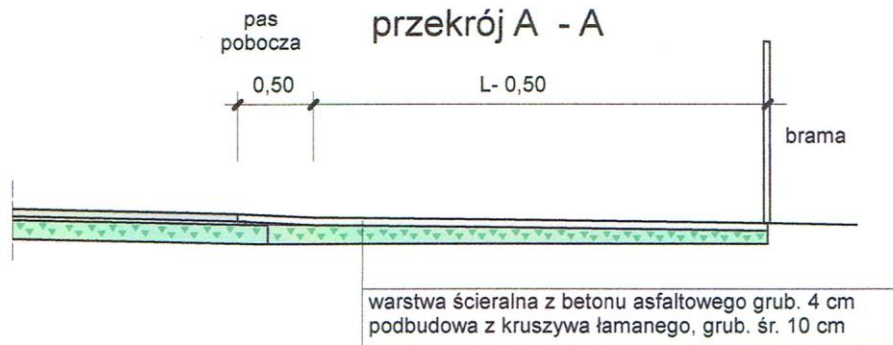 przekrój A - A
pas
pobocza
0,50
L- 0,50
brama
warstwa ścieralna z betonu asfaltowego grub. 4 cm
podbudowa z kruszywa łamanego, grub. śr. 10 cm